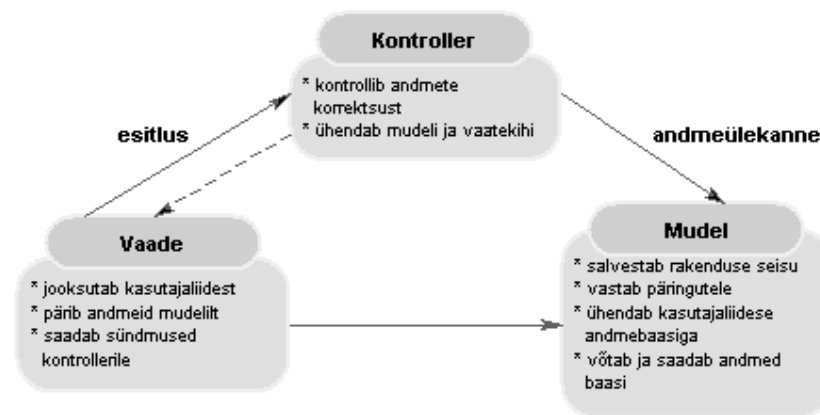 Kontroller
* kontrollib andmete
korrektsust
* ühendab mudeli ja vaatekihi
esitlus
andmeülekanne
Vaade
* jooksutab kasutajaliidest
* pärib andmeid mudelilt
* saadab sündmused
kontrollerile
Mudel
* salvestab rakenduse seisu
* vastab päringutele
* ühendab kasutajaliidese
andmebaasiga
* võtab ja saadab andmed
baasi